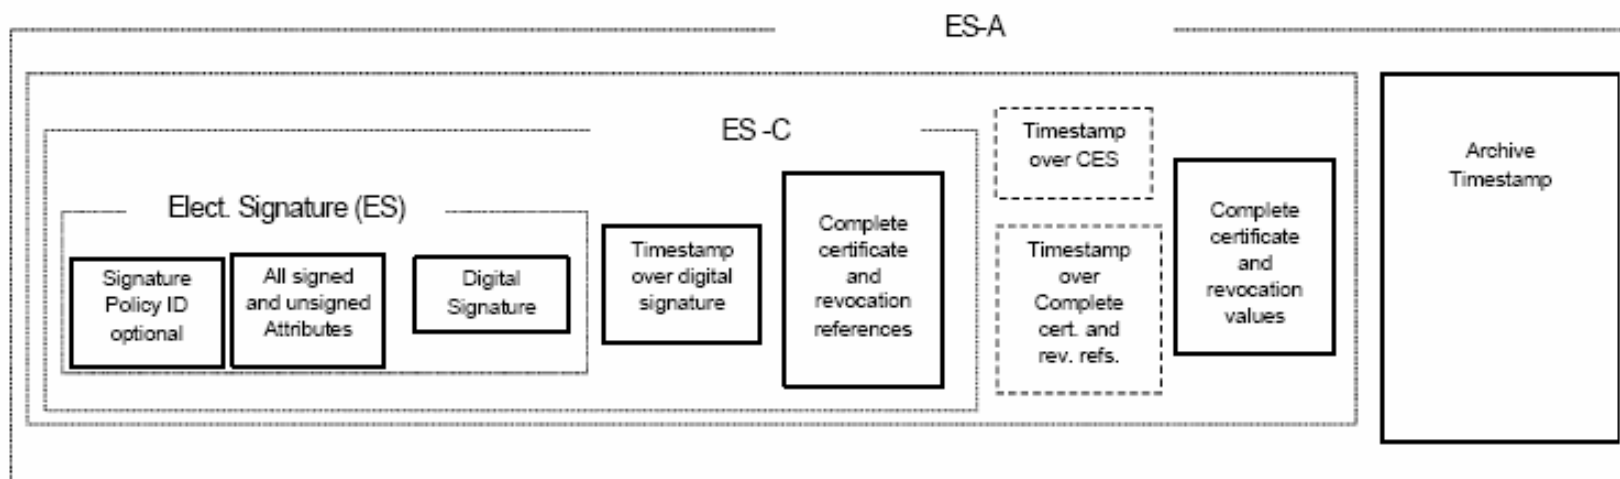 ES-A
ES -C
Elect. Signature (ES)
Signature
Policy ID
optional
All signed
and unsigned
Attributes
Digital
Signature
Timestamp
over digital
signature
Complete
certificate
and
revocation
references
Timestamp
over CES
Timestamp
over
Complete
cert. and
rev. refs.
Complete
certificate
and
revocation
values
Archive
Timestamp